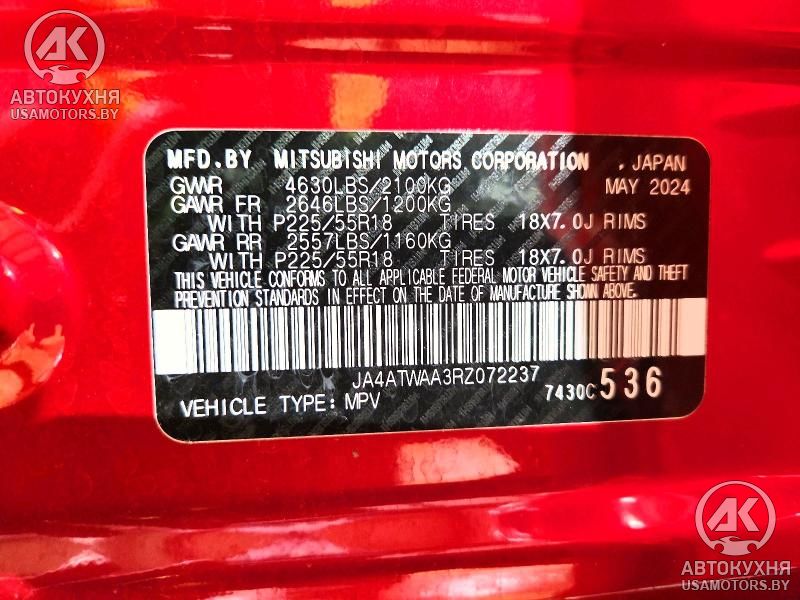 АК
АВТОКУХНЯ
USAMOTORS.BY
MFD.BY MITSUBISHI MOTORS CORPORATION , JAPAN
GVWR 4630LBS/2100KG MAY 2024
GAWR FR 2646LBS/1200KG
WITH P225/55R18 TIRES 18X7.0J RIMS
GAWR RR 2557LBS/1160KG
WITH P225/55R18 TIRES 18X7.0J RIMS
THIS VEHICLE CONFORMS TO ALL APPLICABLE FEDERAL MOTOR VEHICLE SAFETY AND THEFT
PREVENTION STANDARDS IN EFFECT ON THE DATE OF MANUFACTURE SHOWN ABOVE.
JA4ATWAA3RZ072237
VEHICLE TYPE:MPV 7430C536
АК
АВТОКУХНЯ
USAMOTORS.BY